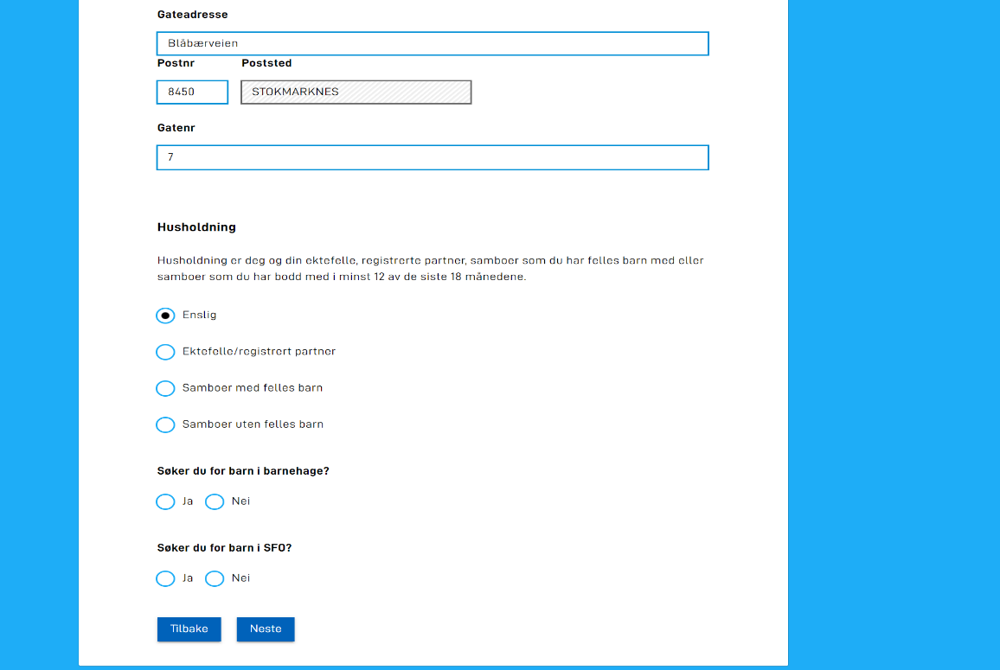 Gateadresse
Blåbærveien
Postnr Poststed
8450 STOKMARKNES
Gatenr
7
Husholdning
Husholdning er deg og din ektefelle, registrerte partner, samboer som du har felles barn med eller
samboer som du har bodd med i minst 12 av de siste 18 månedene.
Enslig
Ektefelle/registrert partner
Samboer med felles barn
Samboer uten felles barn
Søker du for barn i barnehage?
Ja Nei
Søker du for barn i SFO?
Ja Nei
Tilbake Neste